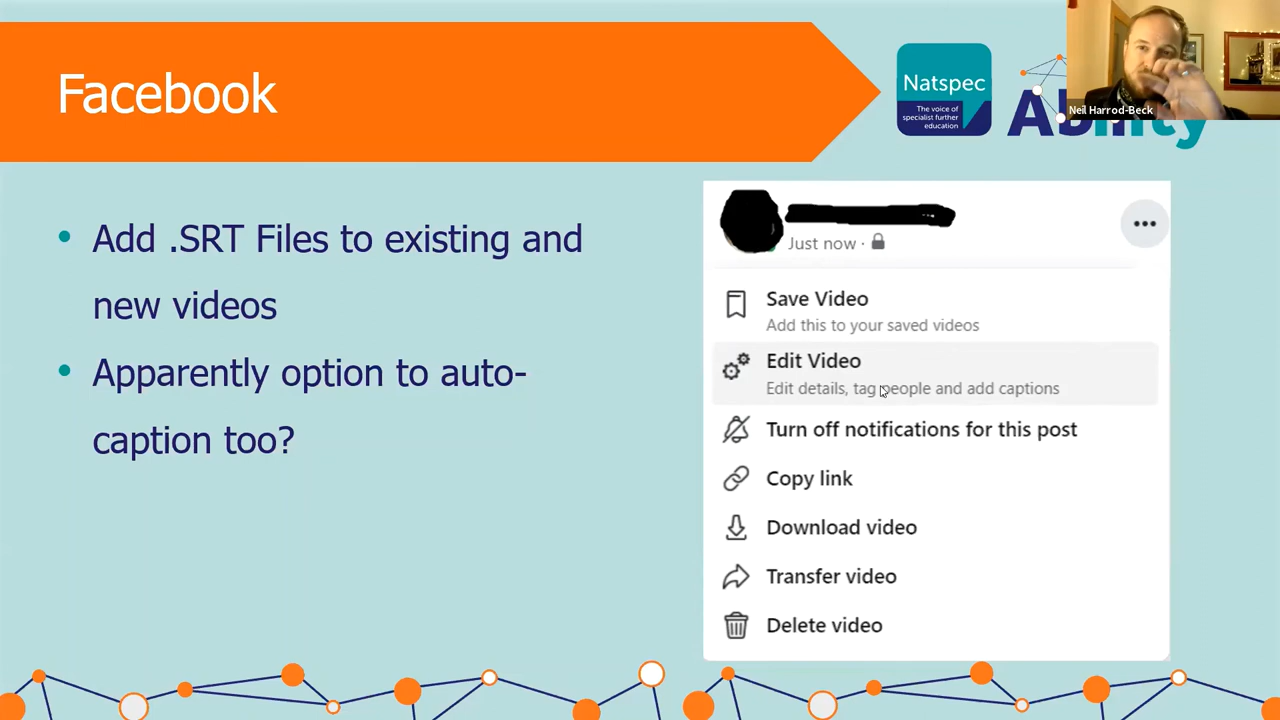 Facebook
Natspec
The voice of
specialist further
education
Neil Harrod-Beck
Add .SRT Files to existing and
new videos
Apparently option to auto-
caption too?
Just now ·
Save Video
Add this to your saved videos
Edit Video
Edit details, tag people and add captions
Turn off notifications for this post
Copy link
Download video
Transfer video
Delete video